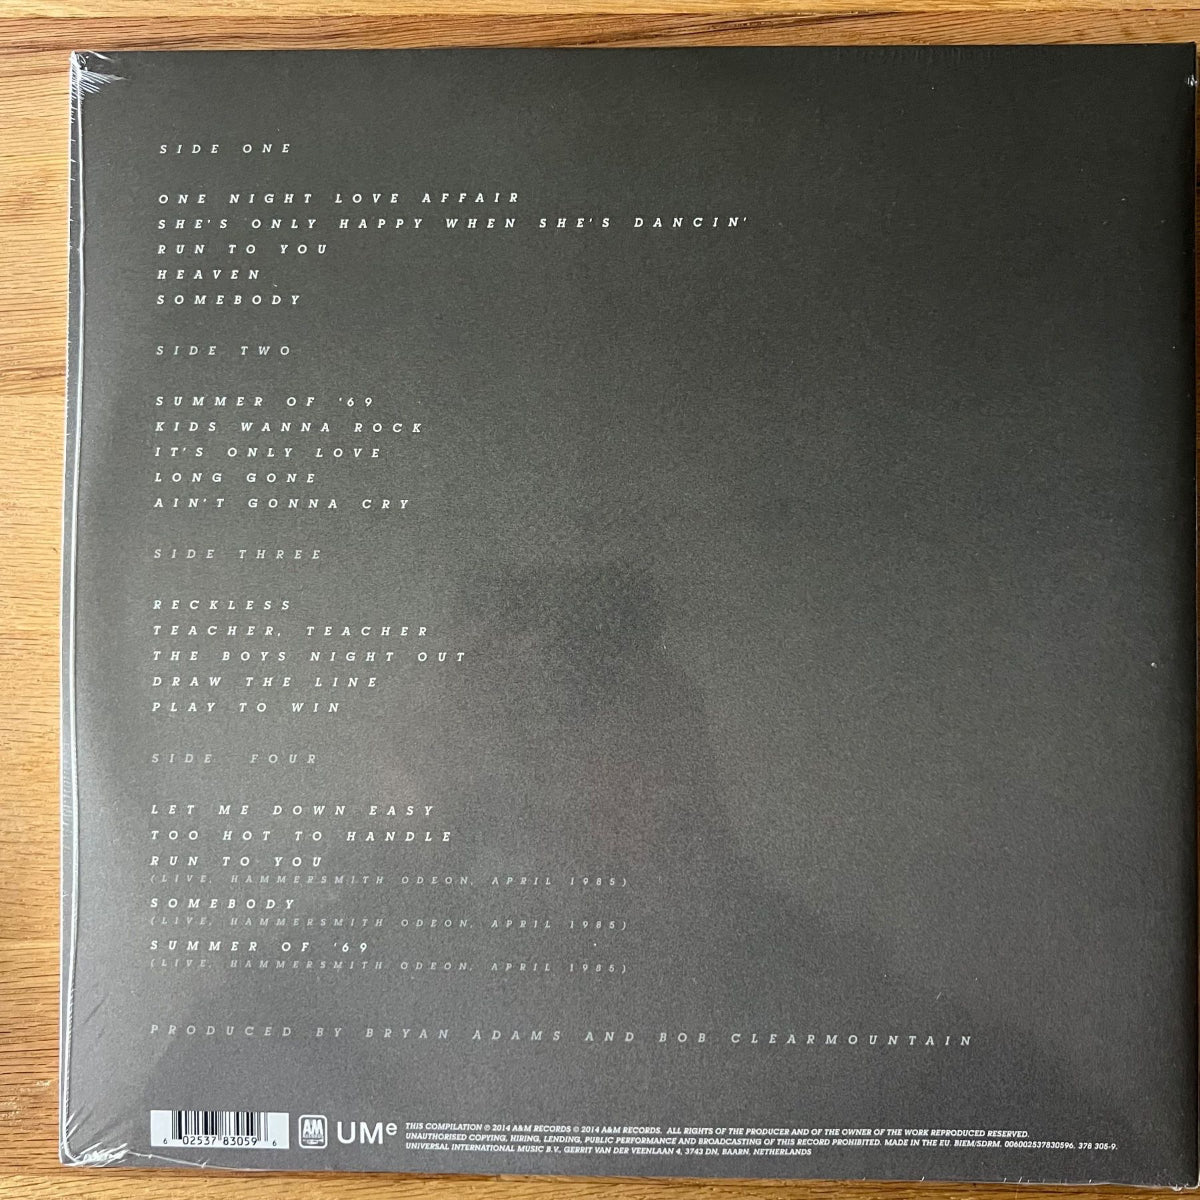 SIDE ONE
ONE NIGHT LOVE AFFAIR
SHE'S ONLY HAPPY WHEN SHE'S DANCIN'
RUN TO YOU
HEAVEN
SOMEBODY
SIDE TWO
SUMMER OF '69
KIDS WANNA ROCK
IT'S ONLY LOVE
LONG GONE
AIN'T GONNA CRY
SIDE THREE
RECKLESS
TEACHER, TEACHER
THE BOYS NIGHT OUT
DRAW THE LINE
PLAY TO WIN
SIDE FOUR
LET ME DOWN EASY
TOO HOT TO HANDLE
RUN TO YOU
(LIVE, HAMMERSMITH ODEON, APRIL 1985)
SOMEBODY
(LIVE, HAMMERSMITH ODEON, APRIL 1985)
SUMMER OF '69
(LIVE, HAMMERSMITH ODEON, APRIL 1985)
PRODUCED BY BRYAN ADAMS AND BOB CLEARMOUNTAIN
6 02537 83059 6
A&M RECORDS
UMe
THIS COMPILATION ℗ 2014 A&M RECORDS © 2014 A&M RECORDS. ALL RIGHTS OF THE PRODUCER AND OF THE OWNER OF THE WORK REPRODUCED RESERVED.
UNAUTHORISED COPYING, HIRING, LENDING, PUBLIC PERFORMANCE AND BROADCASTING OF THIS RECORD PROHIBITED. MADE IN THE EU. BIEM/SDRM. 006002537830596. 378 305-9.
UNIVERSAL INTERNATIONAL MUSIC B.V., GERRIT VAN DER VEENLAAN 4, 3743 DN, BAARN, NETHERLANDS